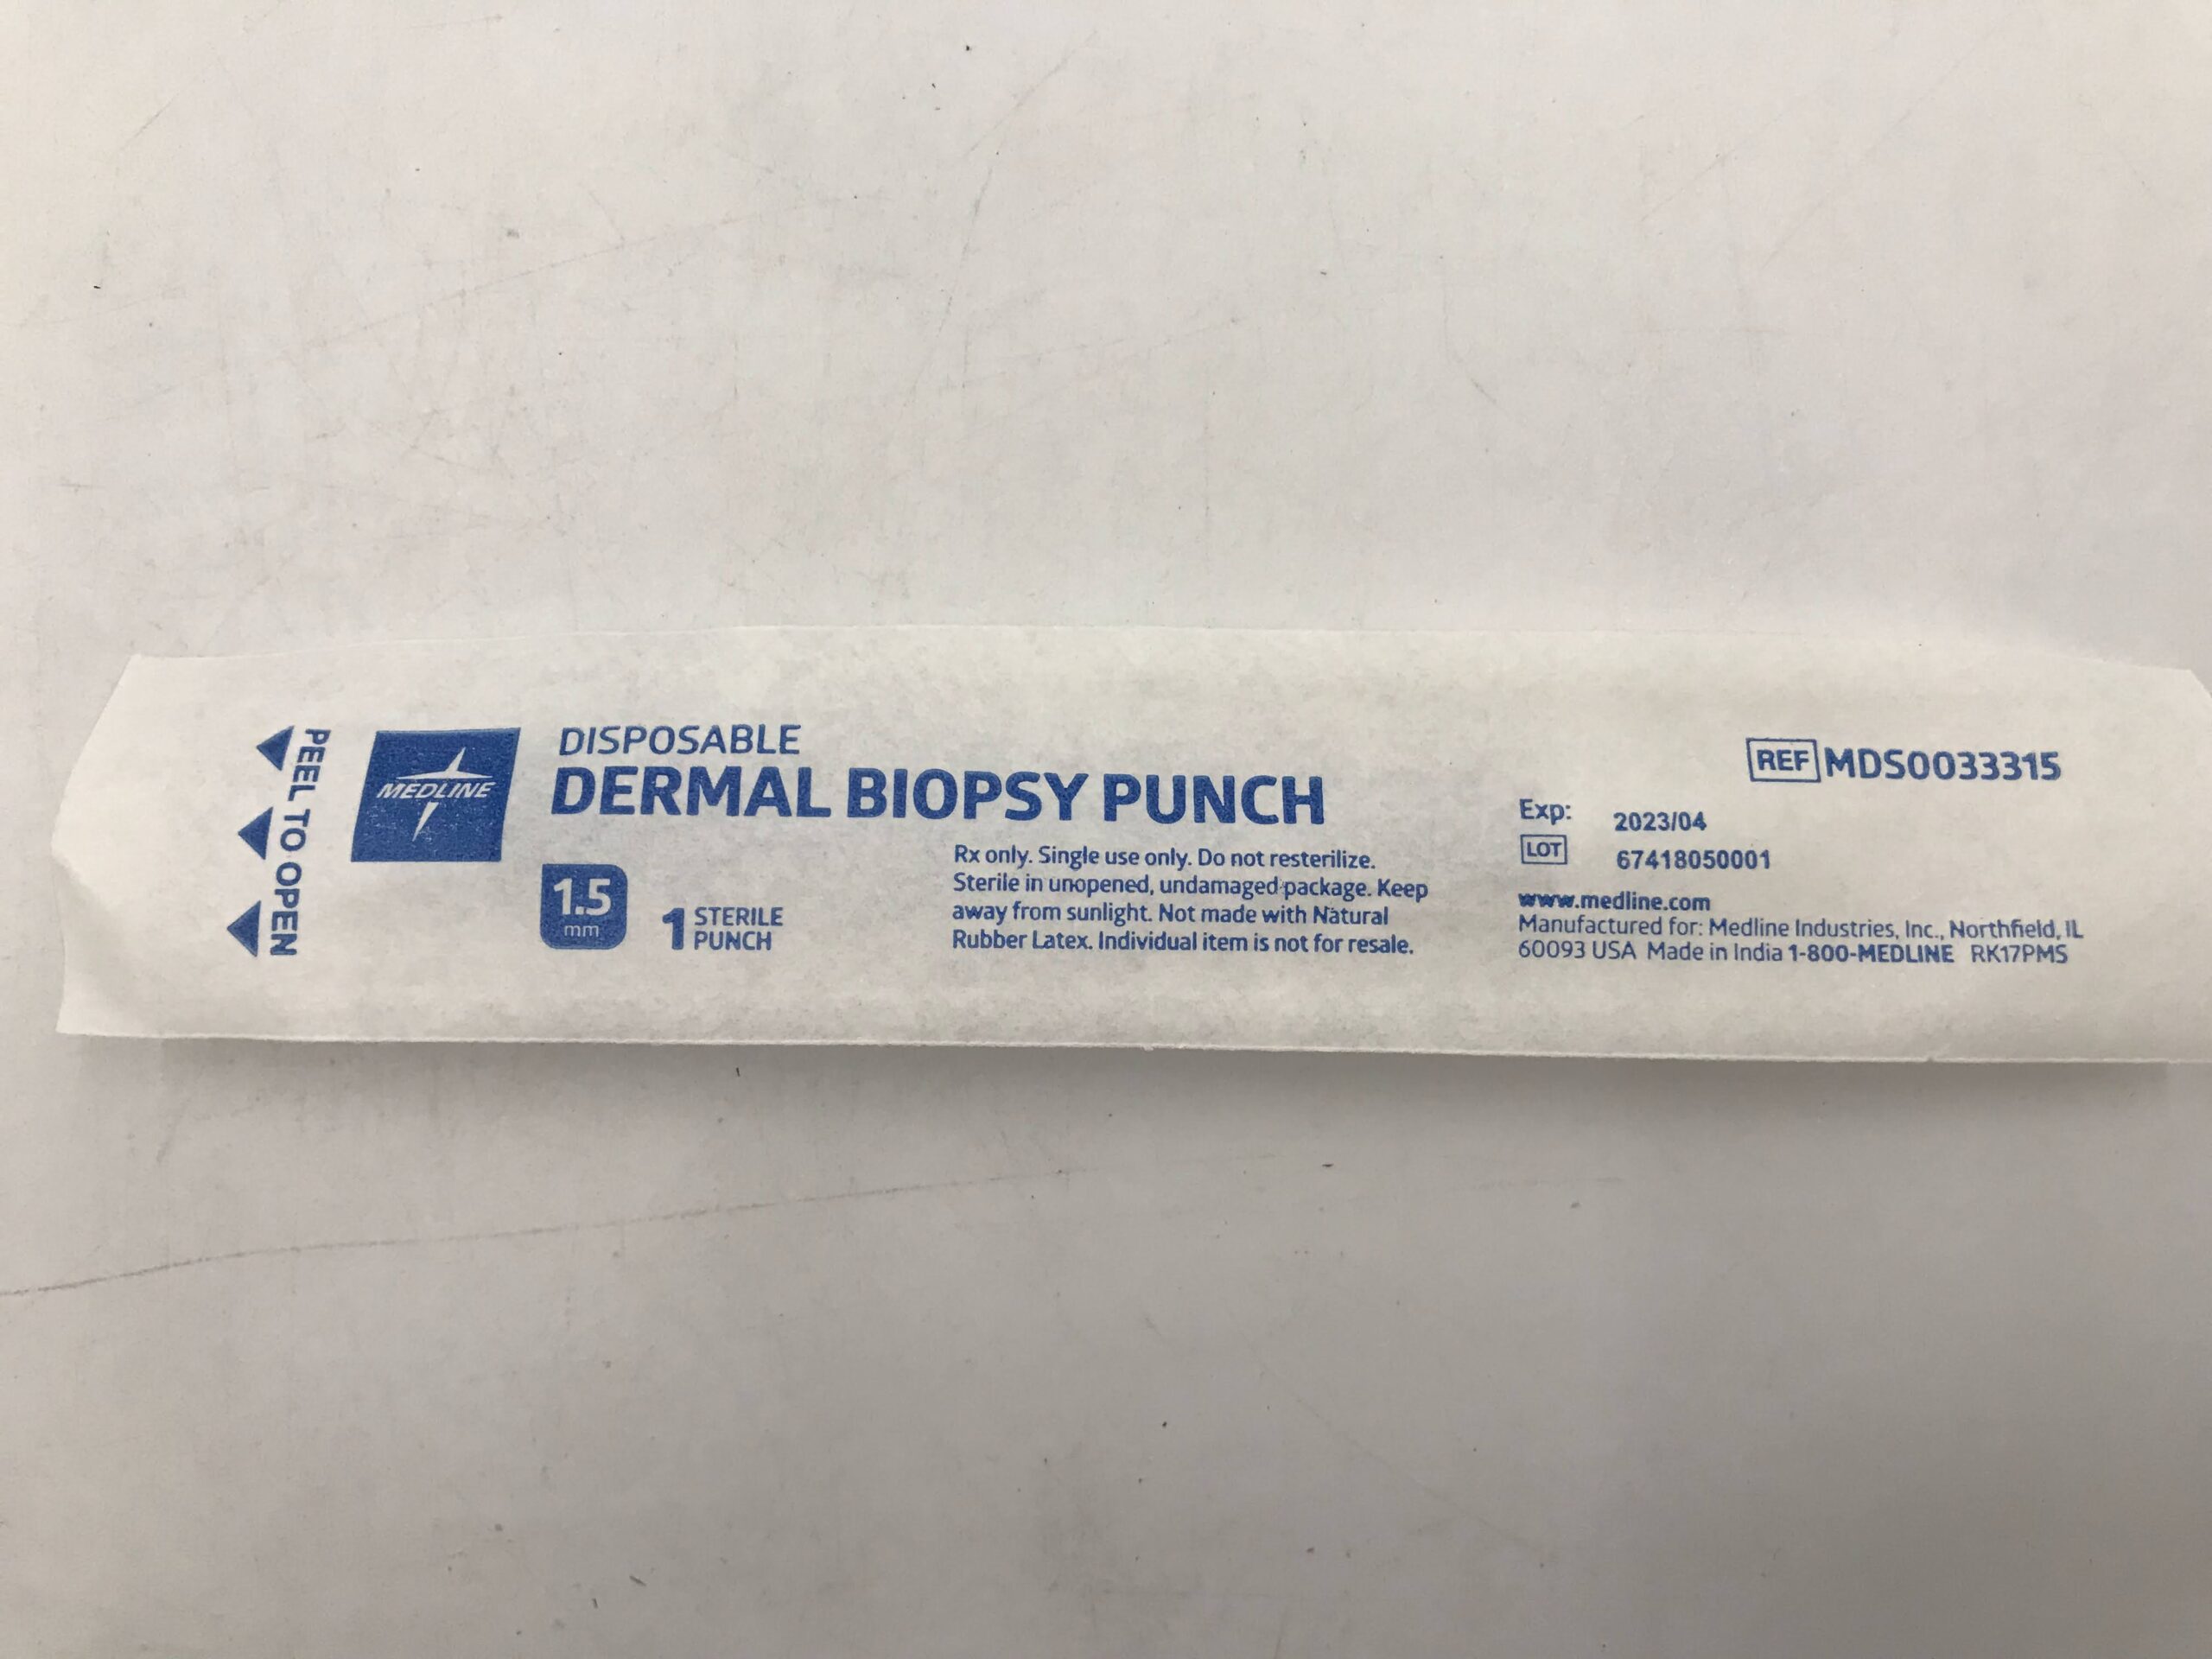 PEEL TO OPEN
MEDLINE
DISPOSABLE
DERMAL BIOPSY PUNCH
1.5
mm
1 STERILE
PUNCH
Rx only. Single use only. Do not resterilize.
Sterile in unopened, undamaged package. Keep
away from sunlight. Not made with Natural
Rubber Latex. Individual item is not for resale.
REF MDS0033315
Exp: 2023/04
LOT 67418050001
www.medline.com
Manufactured for: Medline Industries, Inc., Northfield, IL
60093 USA Made in India 1-800-MEDLINE RK17PMS